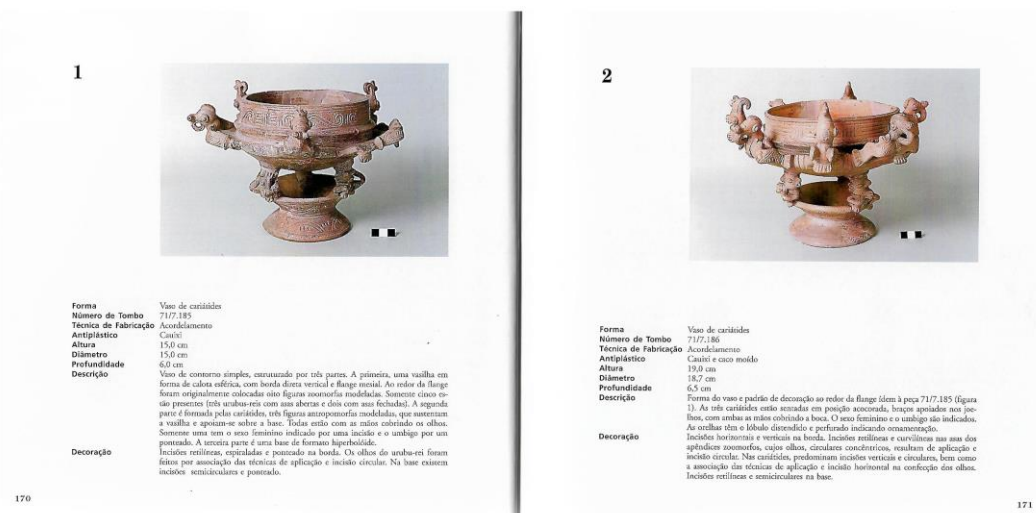 1
Forma Vaso de cariátides
Número de Tombo 71/7.185
Técnica de Fabricação Acordelamento
Antiplástico Cauixi
Altura 15,0 cm
Diâmetro 15,0 cm
Profundidade 6,0 cm
Descrição Vaso de contorno simples, estruturado por três partes. A primeira, uma vasilha em
forma de calota esférica, com borda direta vertical e flange mesial. Ao redor da flange
foram originalmente colocadas oito figuras zoomorfas modeladas. Somente cinco es-
tão presentes (três urubus-reis com asas abertas e dois com asas fechadas). A segunda
parte é formada pelas cariátides, três figuras antropomorfas modeladas, que sustentam
a vasilha e apoiam-se sobre a base. Todas estão com as mãos cobrindo os olhos.
Somente uma tem o sexo feminino indicado por uma incisão e o umbigo por um
ponteado. A terceira parte é uma base de formato hiperbolóide.
Decoração Incisões retilíneas, espiraladas e ponteado na borda. Os olhos do urubu-rei foram
feitos por associação das técnicas de aplicação e incisão circular. Na base existem
incisões semicirculares e ponteado.
170
2
Forma Vaso de cariátides
Número de Tombo 71/7.186
Técnica de Fabricação Acordelamento
Antiplástico Cauixi e caco moído
Altura 19,0 cm
Diâmetro 18,7 cm
Profundidade 6,5 cm
Descrição Forma do vaso e padrão de decoração ao redor da flange idem à peça 71/7.185 (figura
1). As três cariátides estão sentadas em posição acocorada, braços apoiados nos joe-
lhos, com ambas as mãos cobrindo a boca. O sexo feminino e o umbigo são indicados.
As orelhas têm o lóbulo distendido e perfurado indicando ornamentação.
Decoração Incisões horizontais e verticais na borda. Incisões retilíneas e curvilíneas nas asas dos
apêndices zoomorfos, cujos olhos, circulares concêntricos, resultam de aplicação e
incisão circular. Nas cariátides, predominam incisões verticais e circulares, bem como
a associação das técnicas de aplicação e incisão horizontal na confecção dos olhos.
Incisões retilíneas e semicirculares na base.
171